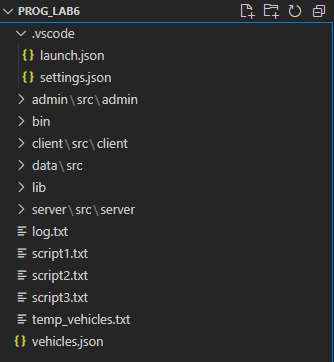 PROG_LAB6
.vscode
{} launch.json
{} settings.json
admin\src\admin
bin
client\src\client
data\src
lib
server\src\server
log.txt
script1.txt
script2.txt
script3.txt
temp_vehicles.txt
{} vehicles.json